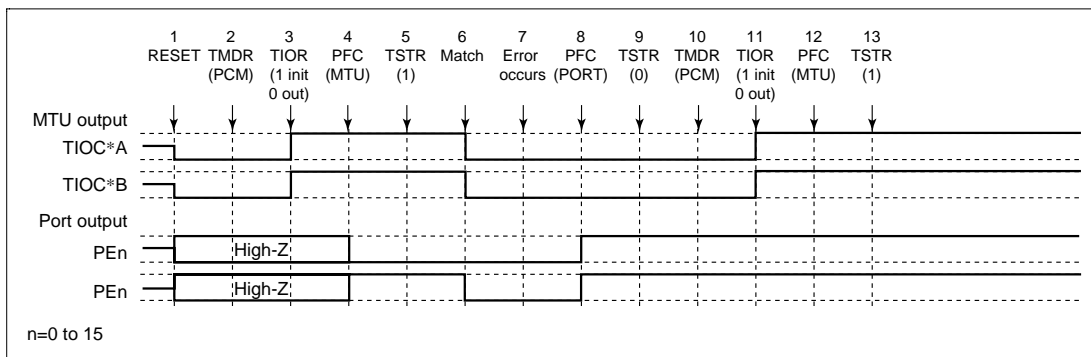 1 2 3 4 5 6 7 8 9 10 11 12 13
RESET TMDR TIOR PFC TSTR Match Error PFC TSTR TMDR TIOR PFC TSTR
(PCM) (1 init (MTU) (1) occurs (PORT) (0) (PCM) (1 init (MTU) (1)
0 out) 0 out)
MTU output
TIOC*A
TIOC*B
Port output
PEn High-Z
PEn High-Z
n=0 to 15